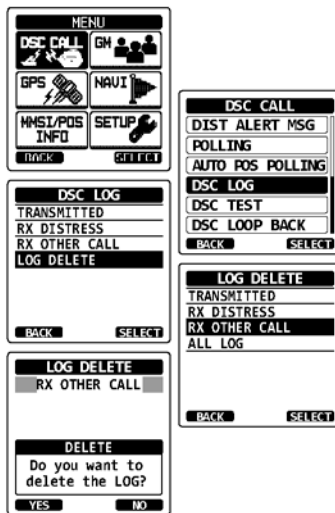 MENU
DSC CALL GM
GPS NAVI
MMSI/POS INFO SETUP
BACK SELECT
DSC CALL
DIST ALERT MSG
POLLING
AUTO POS POLLING
DSC LOG
DSC TEST
DSC LOOP BACK
BACK SELECT
DSC LOG
TRANSMITTED
RX DISTRESS
RX OTHER CALL
LOG DELETE
BACK SELECT
LOG DELETE
TRANSMITTED
RX DISTRESS
RX OTHER CALL
ALL LOG
BACK SELECT
LOG DELETE
RX OTHER CALL
DELETE
Do you want to
delete the LOG?
YES NO